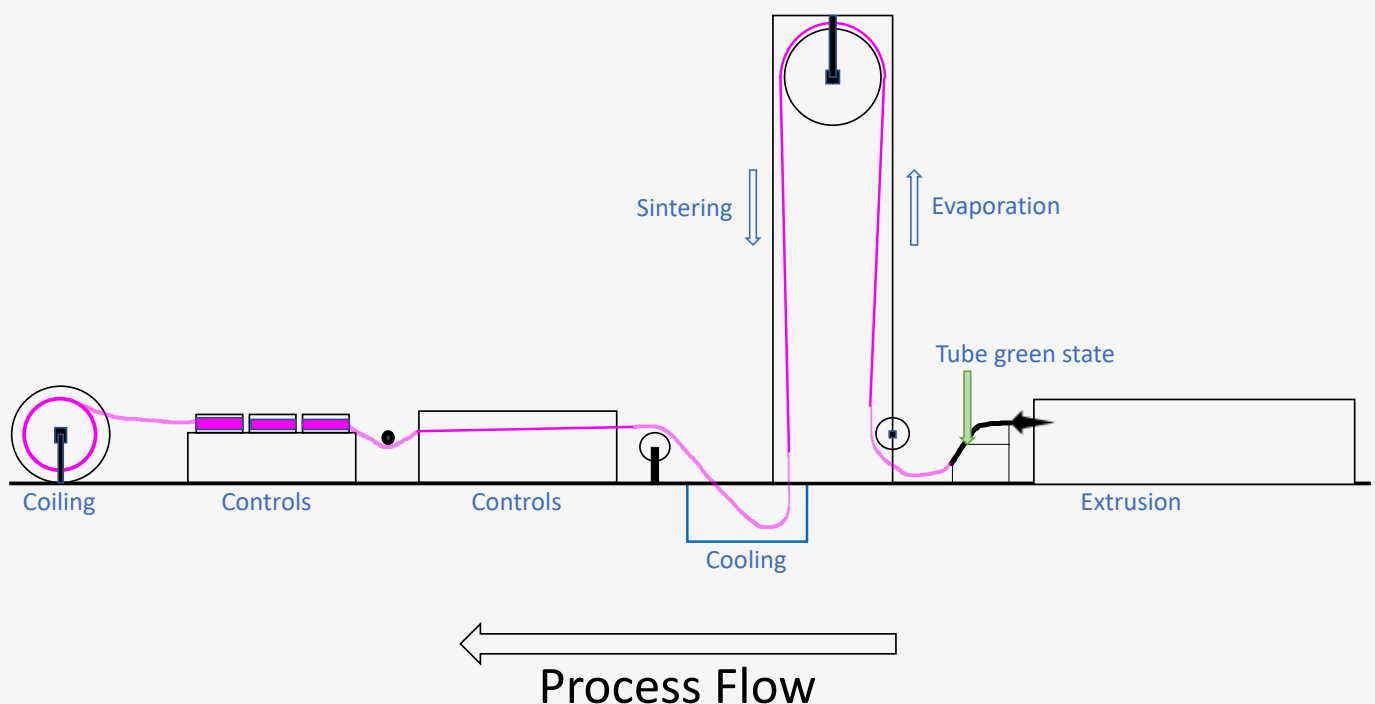 Sintering
Evaporation
Tube green state
Coiling
Controls
Controls
Extrusion
Cooling
Process Flow